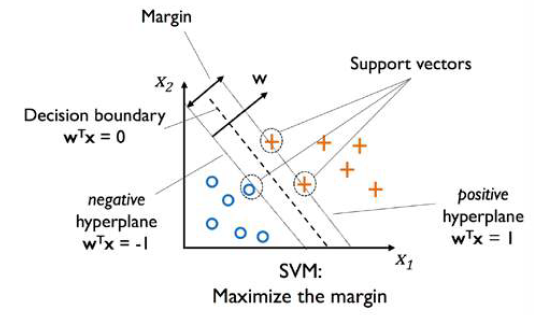 Margin
Support vectors
x₂
w
Decision boundary
wᵀx = 0
negative
hyperplane
wᵀx = -1
positive
hyperplane
wᵀx = 1
x₁
SVM:
Maximize the margin